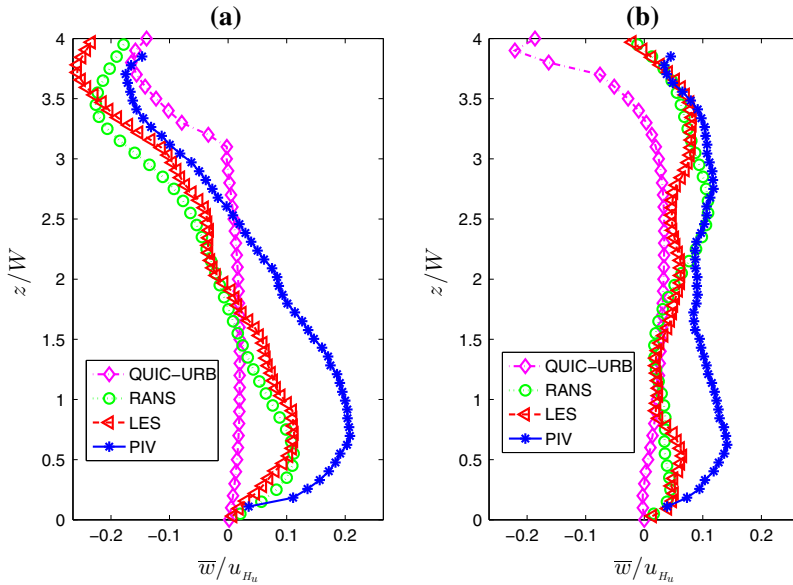 (a)
(b)
4
3.5
3
2.5
2
1.5
1
0.5
0
z/W
QUIC−URB
RANS
LES
PIV
−0.2
−0.1
0
0.1
0.2
w̅/u_{H_u}
4
3.5
3
2.5
2
1.5
1
0.5
0
z/W
QUIC−URB
RANS
LES
PIV
−0.2
−0.1
0
0.1
0.2
w̅/u_{H_u}